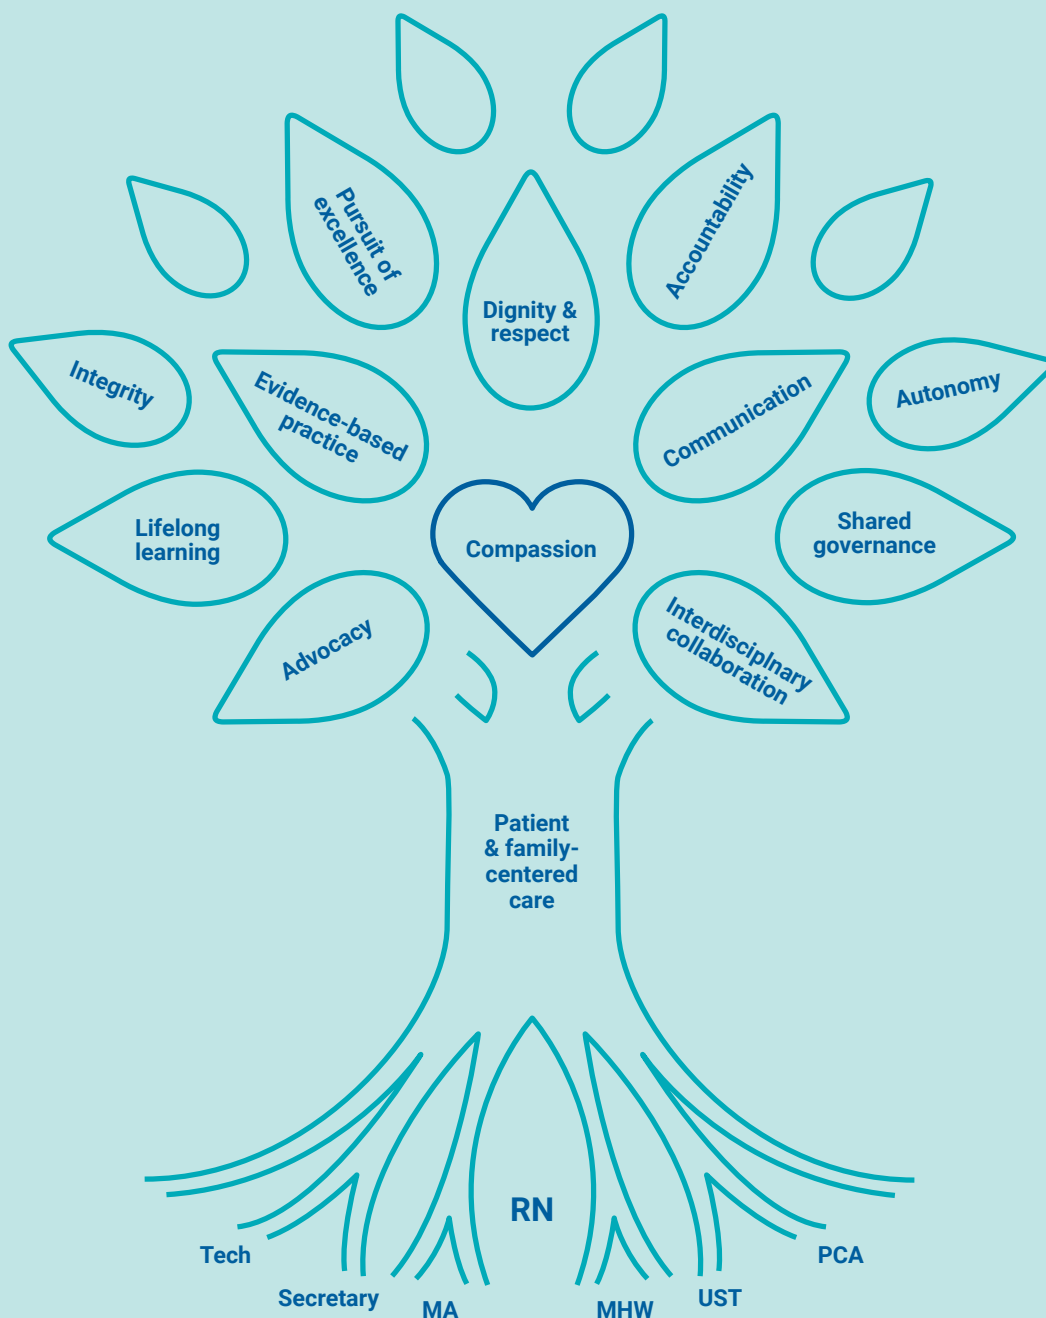 Pursuit of
excellence
Accountability
Dignity &
respect
Integrity
Evidence-based
practice
Communication
Autonomy
Lifelong
learning
Compassion
Shared
governance
Advocacy
Interdisciplnary
collaboration
Patient
& family-
centered
care
RN
Tech
Secretary
MA
MHW
UST
PCA